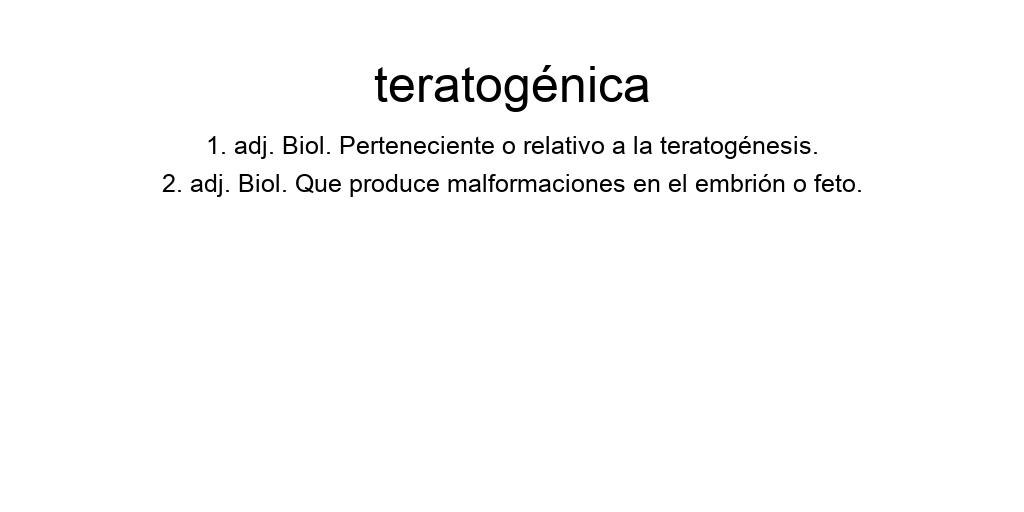 teratogénica
1. adj. Biol. Perteneciente o relativo a la teratogénesis.
2. adj. Biol. Que produce malformaciones en el embrión o feto.